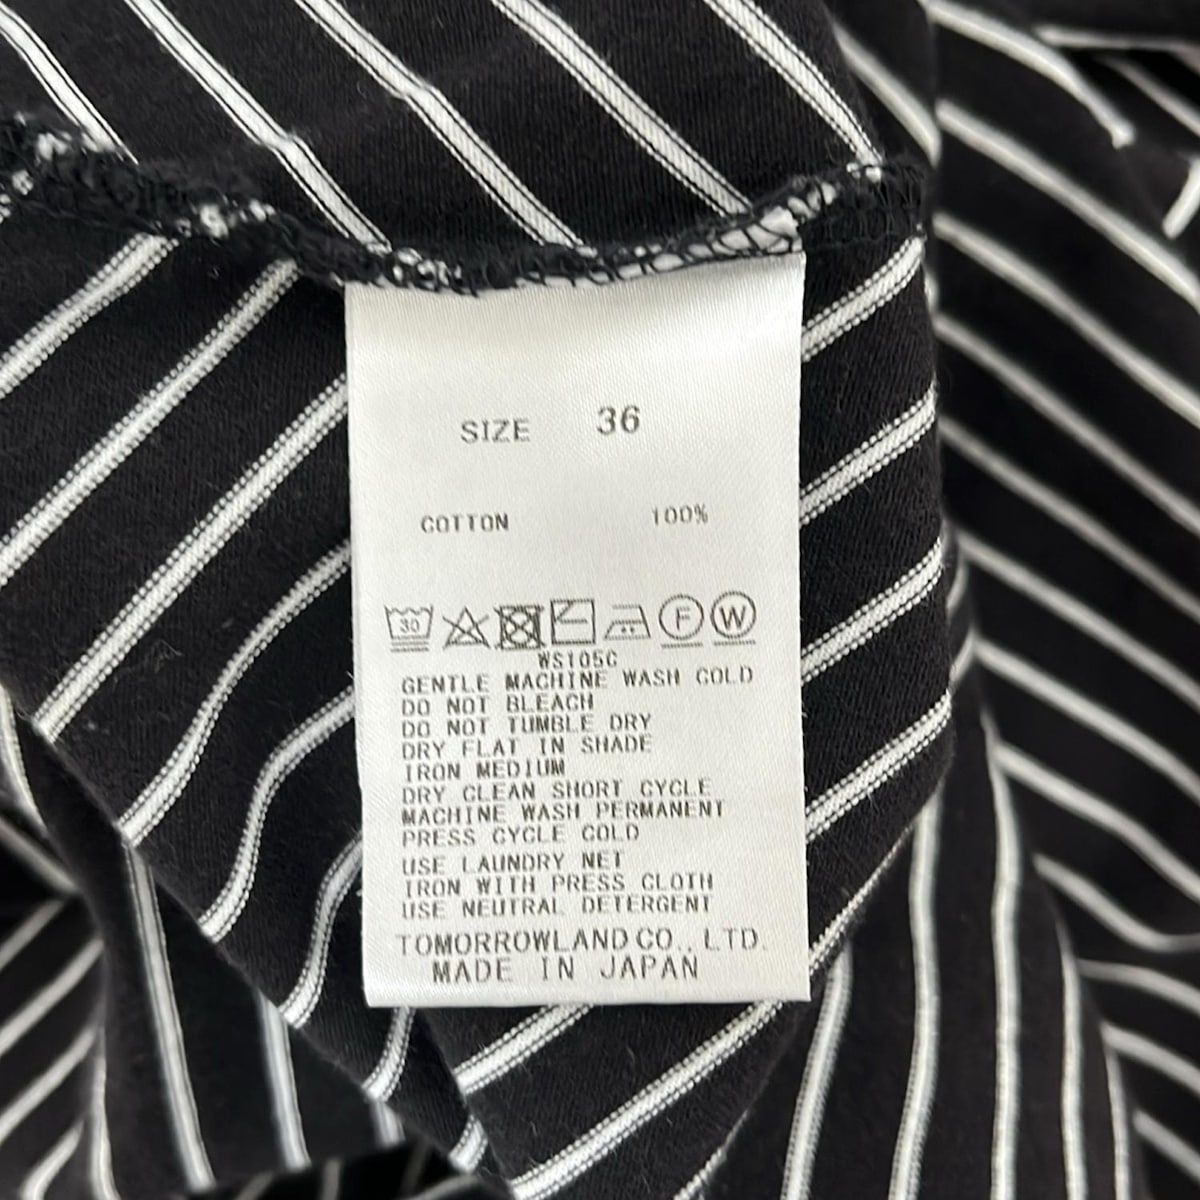 SIZE 36
COTTON 100%
30 F W
WS105C
GENTLE MACHINE WASH COLD
DO NOT BLEACH
DO NOT TUMBLE DRY
DRY FLAT IN SHADE
IRON MEDIUM
DRY CLEAN SHORT CYCLE
MACHINE WASH PERMANENT
PRESS CYCLE COLD
USE LAUNDRY NET
IRON WITH PRESS CLOTH
USE NEUTRAL DETERGENT
TOMORROWLAND CO., LTD.
MADE IN JAPAN